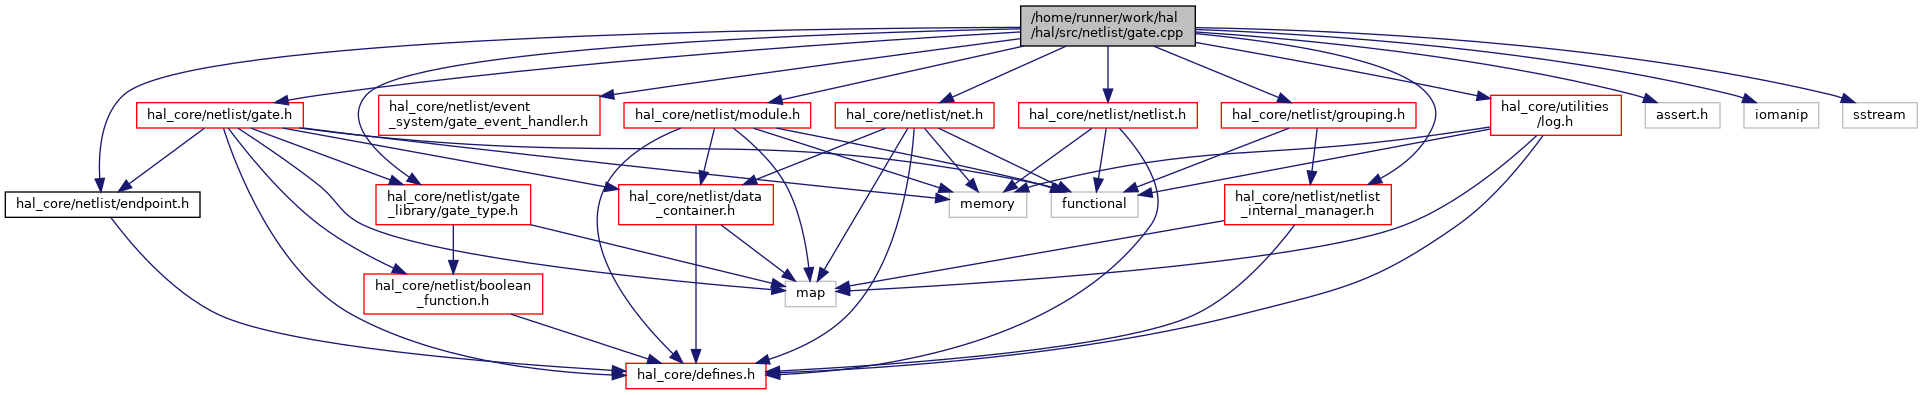 /home/runner/work/hal
/hal/src/netlist/gate.cpp
hal_core/netlist/gate.h
hal_core/netlist/event
_system/gate_event_handler.h
hal_core/netlist/module.h
hal_core/netlist/net.h
hal_core/netlist/netlist.h
hal_core/netlist/grouping.h
hal_core/utilities
/log.h
assert.h
iomanip
sstream
hal_core/netlist/endpoint.h
hal_core/netlist/gate
_library/gate_type.h
hal_core/netlist/data
_container.h
memory
functional
hal_core/netlist/netlist
_internal_manager.h
hal_core/netlist/boolean
_function.h
map
hal_core/defines.h